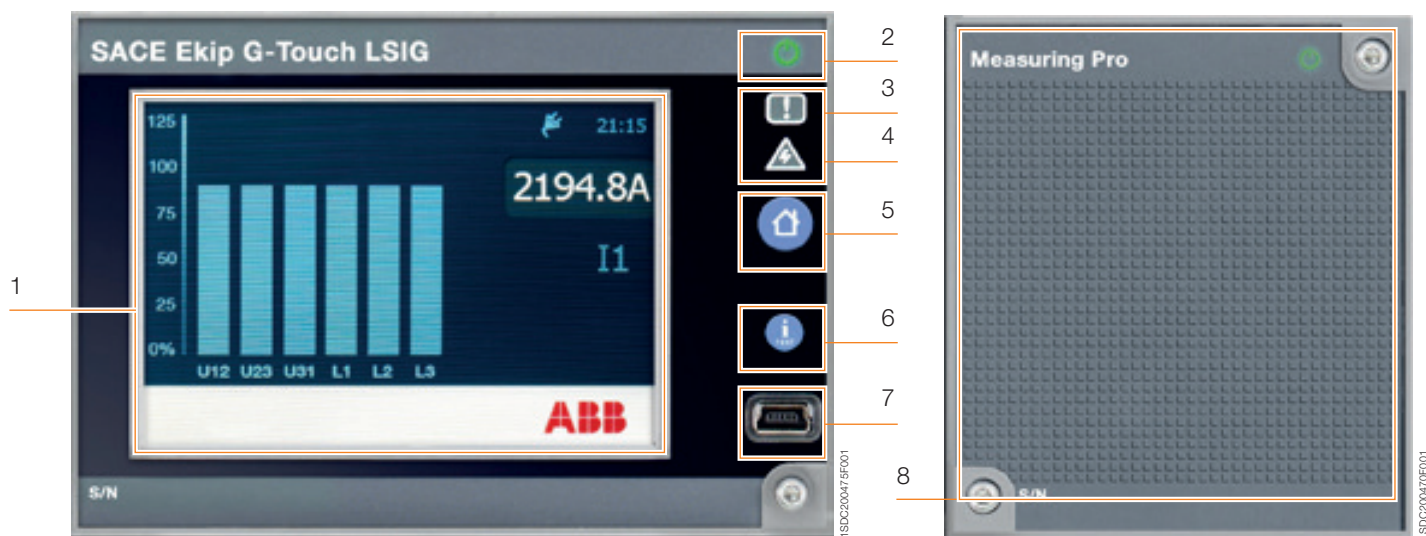 SACE Ekip G-Touch LSIG
2
3
4
5
6
7
8
1
125
100
75
50
25
0%
U12 U23 U31 L1 L2 L3
21:15
2194.8A
I1
ABB
S/N
1SDC200475F001
Measuring Pro
S/N
1SDC200470F001